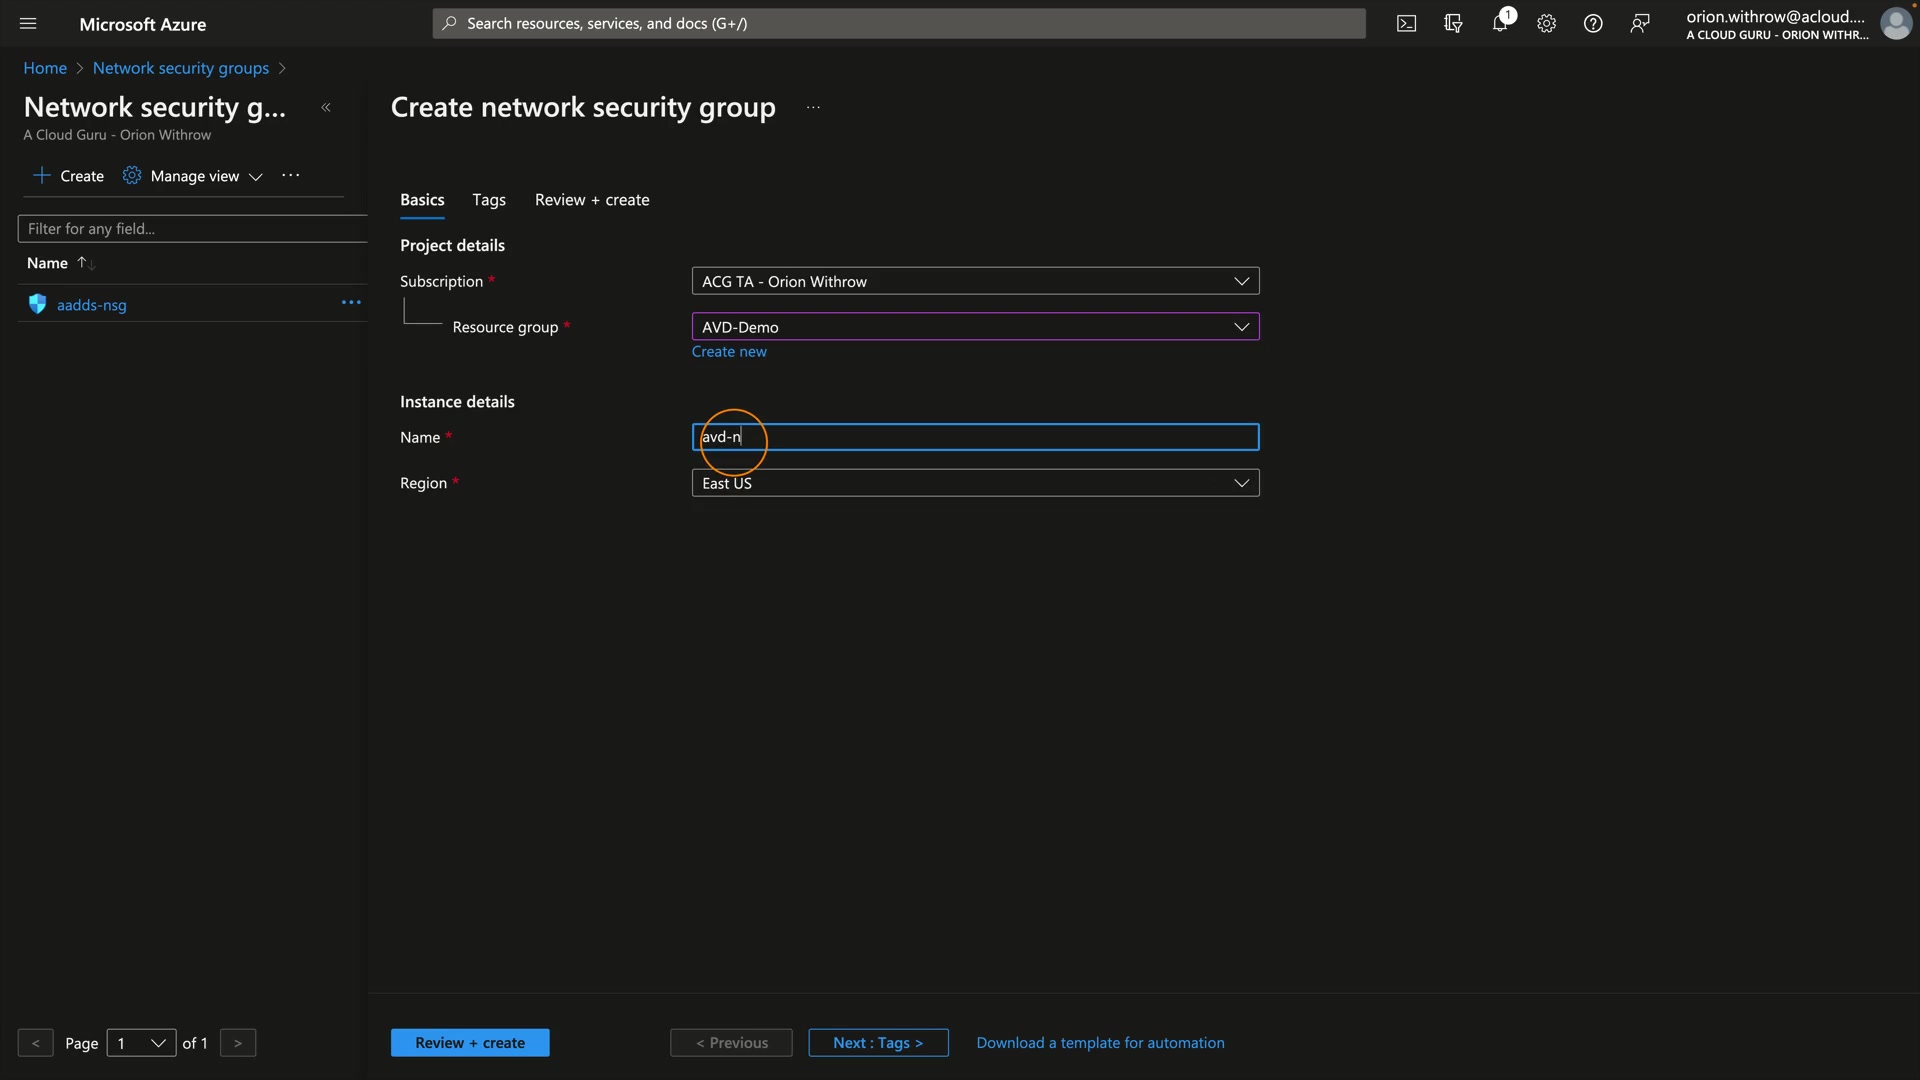 Microsoft Azure
Search resources, services, and docs (G+/)
1
orion.withrow@acloud....
A CLOUD GURU - ORION WITHR...
Home > Network security groups >
Network security g...
«
A Cloud Guru - Orion Withrow
Create network security group ...
+ Create
Manage view
...
Filter for any field...
Name ↑↓
aadds-nsg
...
Basics
Tags
Review + create
Project details
Subscription *
ACG TA - Orion Withrow
Resource group *
AVD-Demo
Create new
Instance details
Name *
avd-n
Region *
East US
< Page 1 of 1 >
Review + create
< Previous
Next : Tags >
Download a template for automation